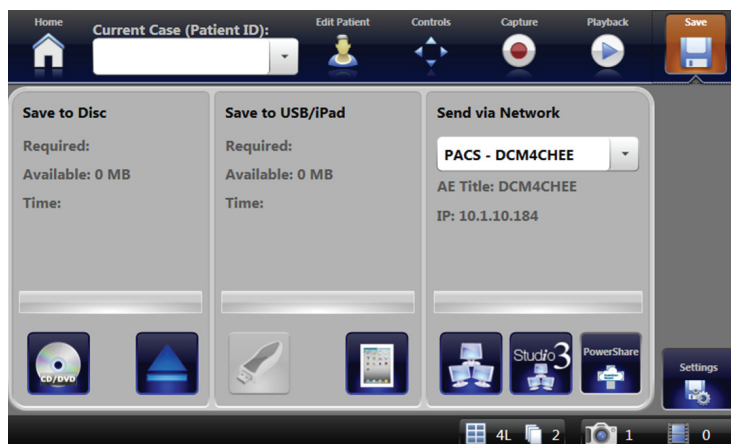 Home
Current Case (Patient ID):
Edit Patient
Controls
Capture
Playback
Save
Save to Disc
Required:
Available: 0 MB
Time:
CD/DVD
Save to USB/iPad
Required:
Available: 0 MB
Time:
Send via Network
PACS - DCM4CHEE
AE Title: DCM4CHEE
IP: 10.1.10.184
Studio3
PowerShare
Settings
4L 2 1 0